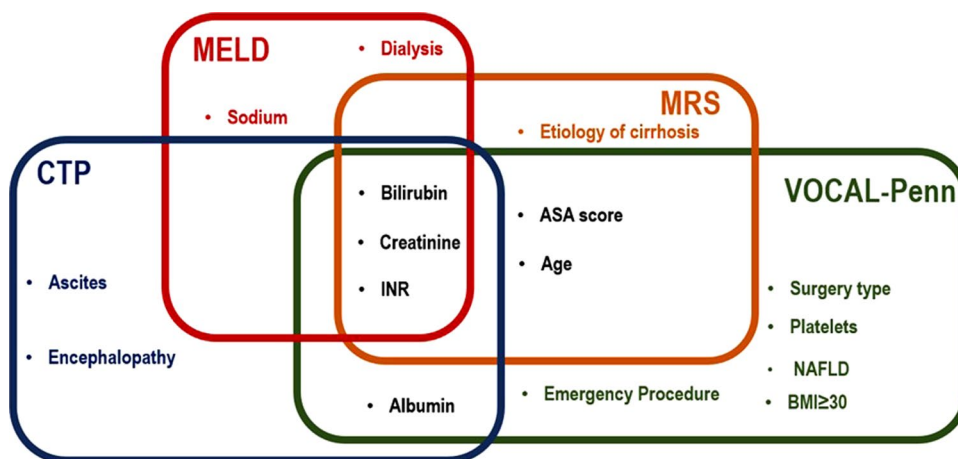 MELD
• Dialysis
• Sodium
MRS
• Etiology of cirrhosis
CTP
• Ascites
• Encephalopathy
• Bilirubin
• Creatinine
• INR
• Albumin
• ASA score
• Age
VOCAL-Penn
• Surgery type
• Platelets
• NAFLD
• BMI≥30
• Emergency Procedure